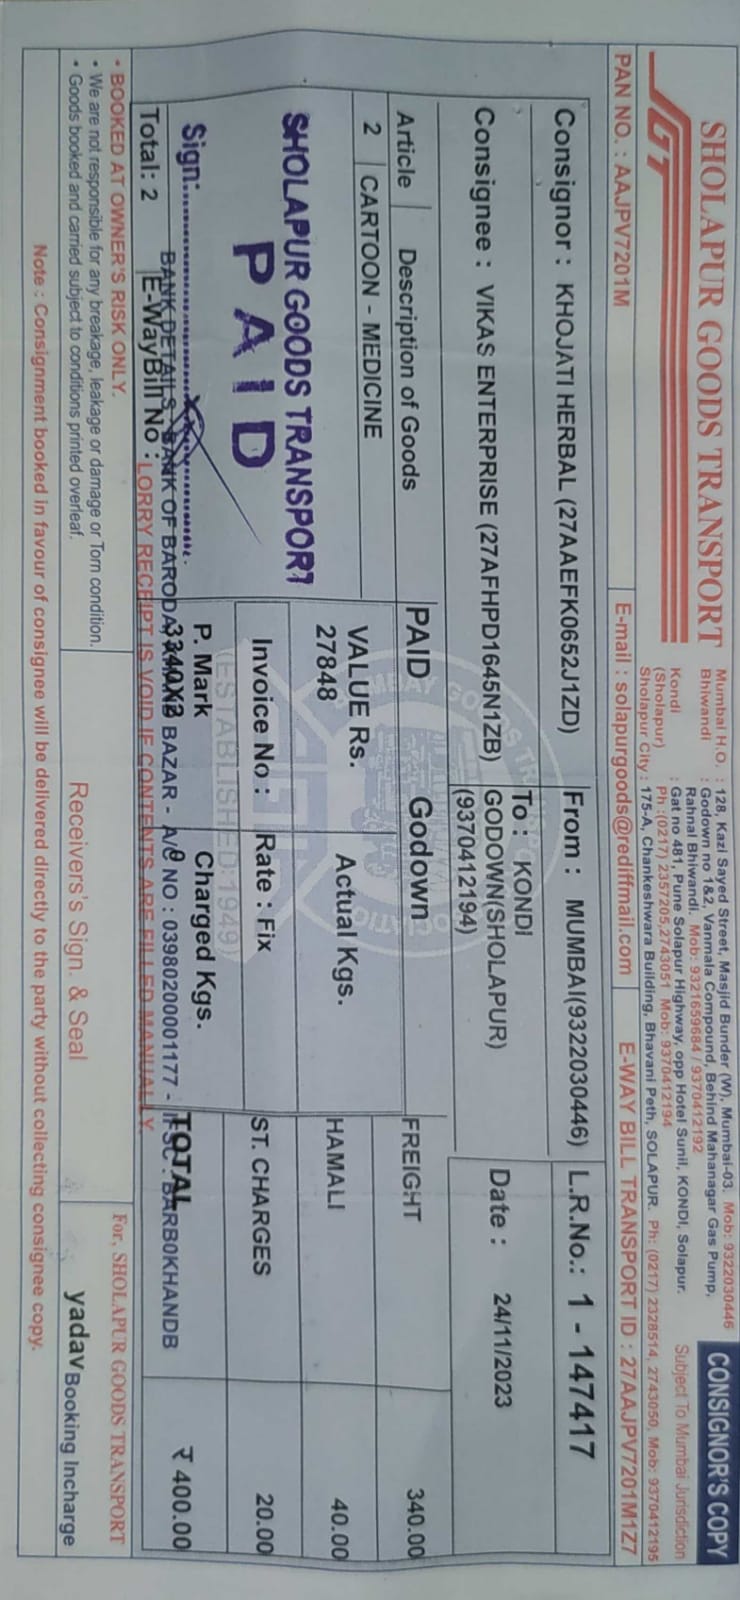 SHOLAPUR GOODS TRANSPORT
SGT
Mumbai H.O. : 128, Kazi Sayed Street, Masjid Bunder (W). Mumbai-03. Mob: 9322030446
Bhiwandi : Godown no 1&2, Vanmala Compound, Behind Mahanagar Gas Pump,
Rahnal Bhiwandi. Mob: 9321659684 / 9370412192
Kondi : Gat no 481, Pune Solapur Highway, opp Hotel Sunil, KONDI, Solapur.
(Sholapur) Ph :(0217) 2357205,2743051 Mob: 9370412194
Sholapur City : 175-A, Chankeshwara Building, Bhavani Peth, SOLAPUR. Ph: (0217) 2328514, 2743050, Mob: 9370412195
CONSIGNOR'S COPY
Subject To Mumbai Jurisdiction
PAN NO. : AAJPV7201M
E-mail : solapurgoods@rediffmail.com
E-WAY BILL TRANSPORT ID : 27AAJPV7201M1Z7
Consignor : KHOJATI HERBAL (27AAEFK0652J1ZD)
From : MUMBAI(9322030446)
L.R.No.: 1 - 147417
Consignee : VIKAS ENTERPRISE (27AFHPD1645N1ZB)
To : KONDI
GODOWN(SHOLAPUR)
(9370412194)
Date : 24/11/2023
Article Description of Goods
PAID Godown
FREIGHT 340.00
2 CARTOON - MEDICINE
VALUE Rs.
27848
Actual Kgs.
HAMALI 40.00
Invoice No : Rate : Fix
ST. CHARGES 20.00
SHOLAPUR GOODS TRANSPORT
PAID
Sign:
(ESTABLISHED:1949)
P. Mark
3340X2
Charged Kgs.
0
TOTAL ₹ 400.00
BANK DETAILS : BANK OF BARODA, BAZAR - A/C NO : 03980200001177 - IFSC : BARB0KHANDB
Total: 2 E-WayBill No :
LORRY RECEIPT IS VOID IF CONTENTS ARE FILLED MANUALLY.
• BOOKED AT OWNER'S RISK ONLY.
• We are not responsible for any breakage, leakage or damage or Torn condition.
• Goods booked and carried subject to conditions printed overleaf.
Receivers's Sign. & Seal
For, SHOLAPUR GOODS TRANSPORT
yadav Booking Incharge
Note : Consignment booked in favour of consignee will be delivered directly to the party without collecting consignee copy.